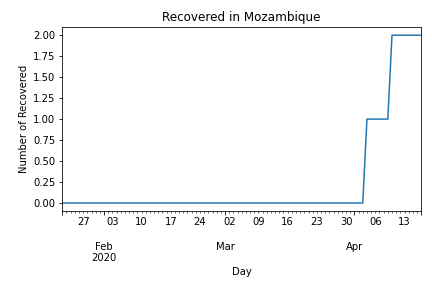 Recovered in Mozambique
Number of Recovered
2.00
1.75
1.50
1.25
1.00
0.75
0.50
0.25
0.00
27 03 10 17 24 02 09 16 23 30 06 13
Feb Mar Apr
2020
Day